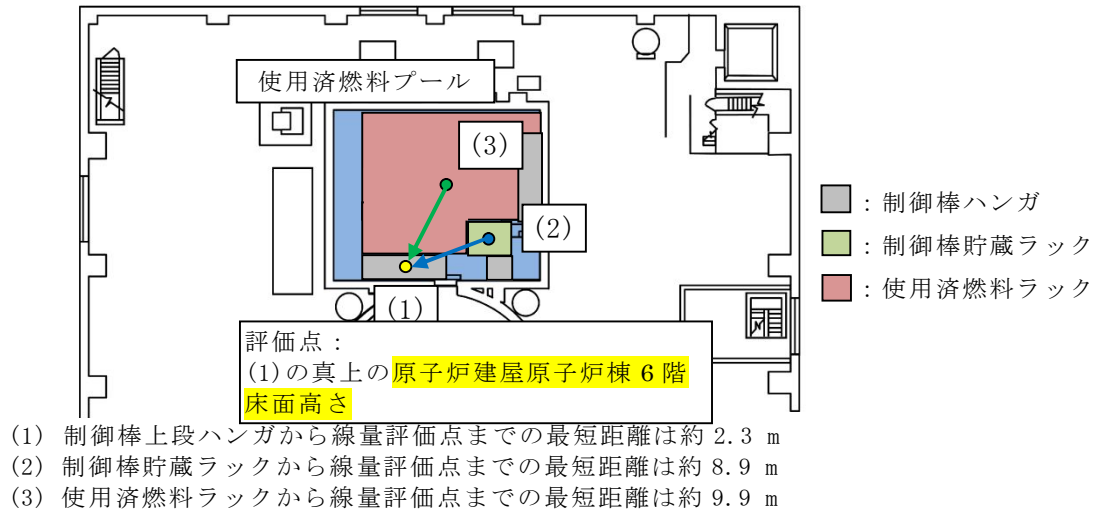 使用済燃料プール
(3)
(2)
(1)
:制御棒ハンガ
:制御棒貯蔵ラック
:使用済燃料ラック
評価点:
(1)の真上の原子炉建屋原子炉棟6階
床面高さ
(1) 制御棒上段ハンガから線量評価点までの最短距離は約 2.3 m
(2) 制御棒貯蔵ラックから線量評価点までの最短距離は約 8.9 m
(3) 使用済燃料ラックから線量評価点までの最短距離は約 9.9 m